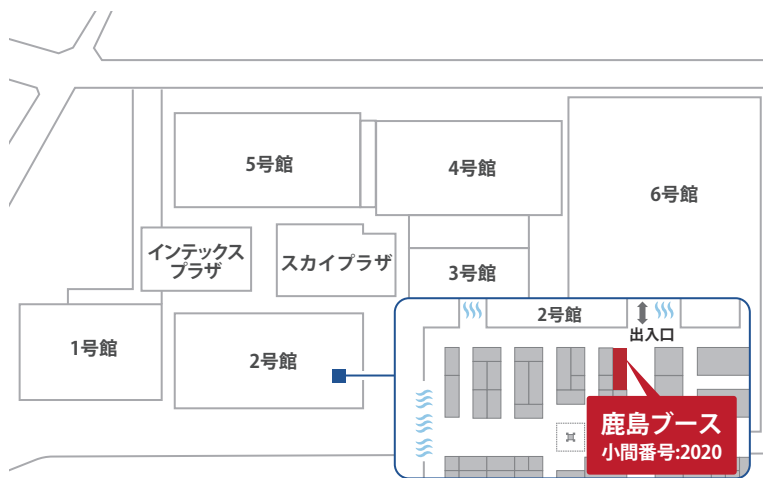 5号館
4号館
6号館
インテックス
プラザ
スカイプラザ
3号館
1号館
2号館
2号館
出入口
鹿島ブース
小間番号:2020